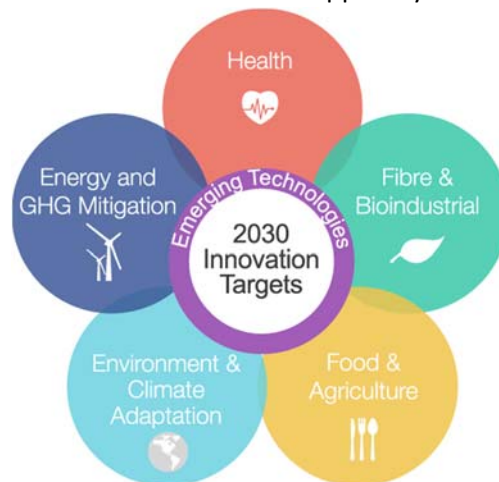 Health
Energy and
GHG Mitigation
Fibre &
Bioindustrial
Emerging Technologies
2030
Innovation
Targets
Environment &
Climate
Adaptation
Food &
Agriculture